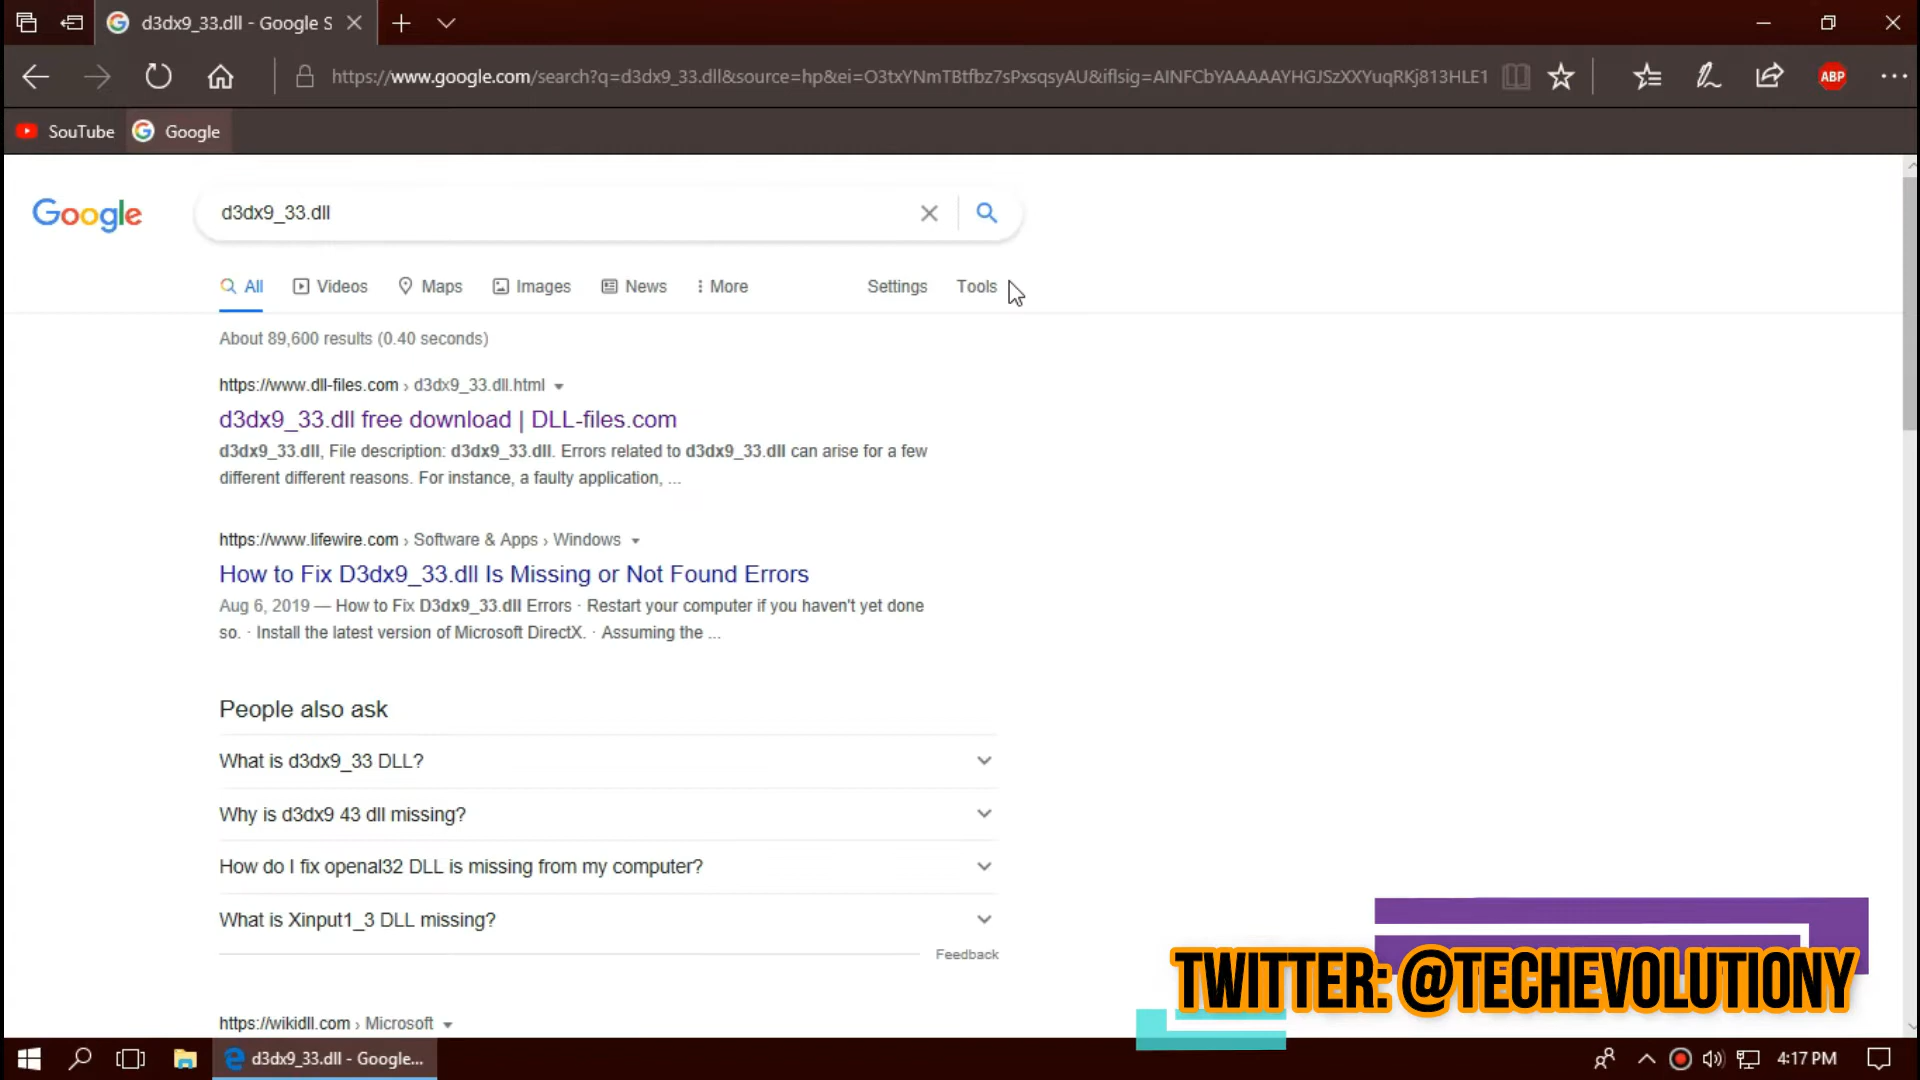 d3dx9_33.dll - Google S
https://www.google.com/search?q=d3dx9_33.dll&source=hp&ei=O3txYNmTBtfbz7sPxsqsyAU&iflsig=AINFCbYAAAAAYHGJSzXXYuqRKj813HLE1
ABP
SouTube
Google
Google
d3dx9_33.dll
All
Videos
Maps
Images
News
More
Settings
Tools
About 89,600 results (0.40 seconds)
https://www.dll-files.com › d3dx9_33.dll.html
d3dx9_33.dll free download | DLL-files.com
d3dx9_33.dll, File description: d3dx9_33.dll. Errors related to d3dx9_33.dll can arise for a few
different different reasons. For instance, a faulty application, ...
https://www.lifewire.com › Software & Apps › Windows
How to Fix D3dx9_33.dll Is Missing or Not Found Errors
Aug 6, 2019 — How to Fix D3dx9_33.dll Errors · Restart your computer if you haven't yet done
so. · Install the latest version of Microsoft DirectX. · Assuming the ...
People also ask
What is d3dx9_33 DLL?
Why is d3dx9 43 dll missing?
How do I fix openal32 DLL is missing from my computer?
What is Xinput1_3 DLL missing?
Feedback
TWITTER: @TECHEVOLUTIONY
https://wikidll.com › Microsoft
d3dx9_33.dll - Google...
4:17 PM